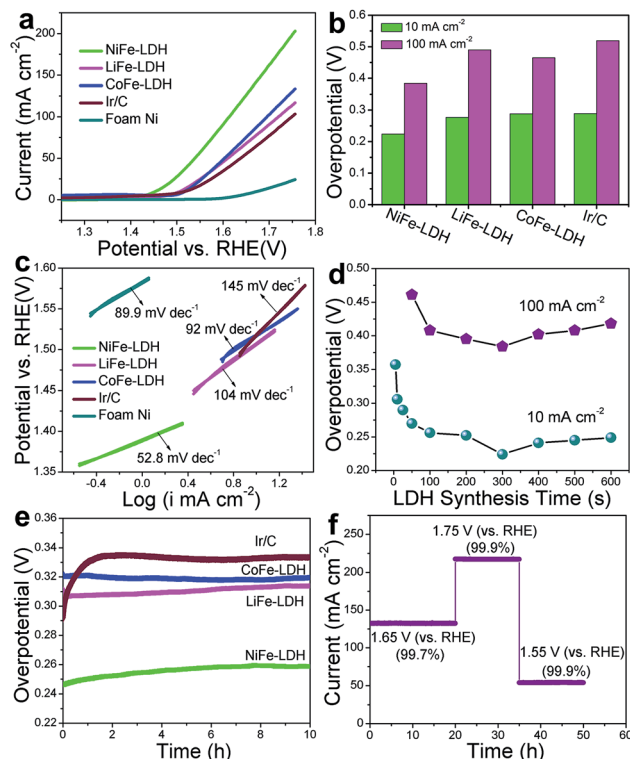 a
Current (mA cm⁻²)
200
150
100
50
0
NiFe-LDH
LiFe-LDH
CoFe-LDH
Ir/C
Foam Ni
1.3 1.4 1.5 1.6 1.7 1.8
Potential vs. RHE(V)
b
Overpotential (V)
0.6
0.5
0.4
0.3
0.2
0.1
0.0
10 mA cm⁻²
100 mA cm⁻²
NiFe-LDH
LiFe-LDH
CoFe-LDH
Ir/C
c
Potential vs. RHE(V)
1.60
1.55
1.50
1.45
1.40
1.35
145 mV dec⁻¹
89.9 mV dec⁻¹
92 mV dec⁻¹
104 mV dec⁻¹
52.8 mV dec⁻¹
NiFe-LDH
LiFe-LDH
CoFe-LDH
Ir/C
Foam Ni
-0.4 0.0 0.4 0.8 1.2 1.6
Log (i mA cm⁻²)
d
Overpotential (V)
0.50
0.45
0.40
0.35
0.30
0.25
0.20
100 mA cm⁻²
10 mA cm⁻²
0 100 200 300 400 500 600
LDH Synthesis Time (s)
e
Overpotential (V)
0.36
0.34
0.32
0.30
0.28
0.26
0.24
0.22
Ir/C
CoFe-LDH
LiFe-LDH
NiFe-LDH
0 2 4 6 8 10
Time (h)
f
Current (mA cm⁻²)
250
200
150
100
50
0
1.75 V (vs. RHE)
(99.9%)
1.65 V (vs. RHE)
(99.7%)
1.55 V (vs. RHE)
(99.9%)
0 10 20 30 40 50 60
Time (h)